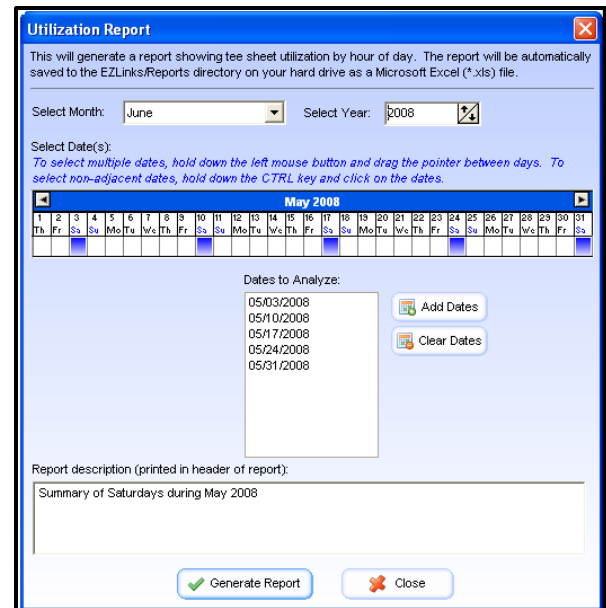 Utilization Report
This will generate a report showing tee sheet utilization by hour of day. The report will be automatically
saved to the EZLinks/Reports directory on your hard drive as a Microsoft Excel (*.xls) file.
Select Month: June Select Year: 2008
Select Date(s):
To select multiple dates, hold down the left mouse button and drag the pointer between days. To
select non-adjacent dates, hold down the CTRL key and click on the dates.
May 2008
1 2 3 4 5 6 7 8 9 10 11 12 13 14 15 16 17 18 19 20 21 22 23 24 25 26 27 28 29 30 31
Th Fr Sa Su Mo Tu We Th Fr Sa Su Mo Tu We Th Fr Sa Su Mo Tu We Th Fr Sa Su Mo Tu We Th Fr Sa
Dates to Analyze:
05/03/2008
05/10/2008
05/17/2008
05/24/2008
05/31/2008
Add Dates
Clear Dates
Report description (printed in header of report):
Summary of Saturdays during May 2008
Generate Report Close